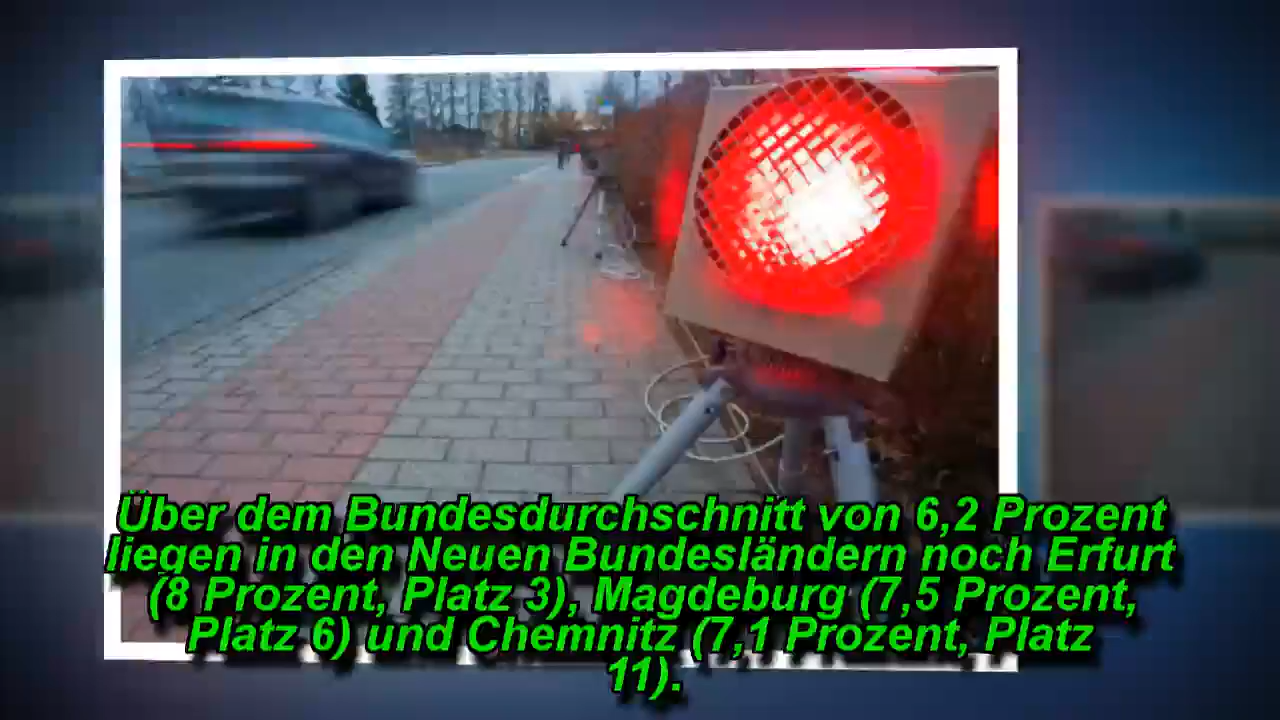 Über dem Bundesdurchschnitt von 6,2 Prozent
liegen in den Neuen Bundesländern noch Erfurt
(8 Prozent, Platz 3), Magdeburg (7,5 Prozent,
Platz 6) und Chemnitz (7,1 Prozent, Platz
11).